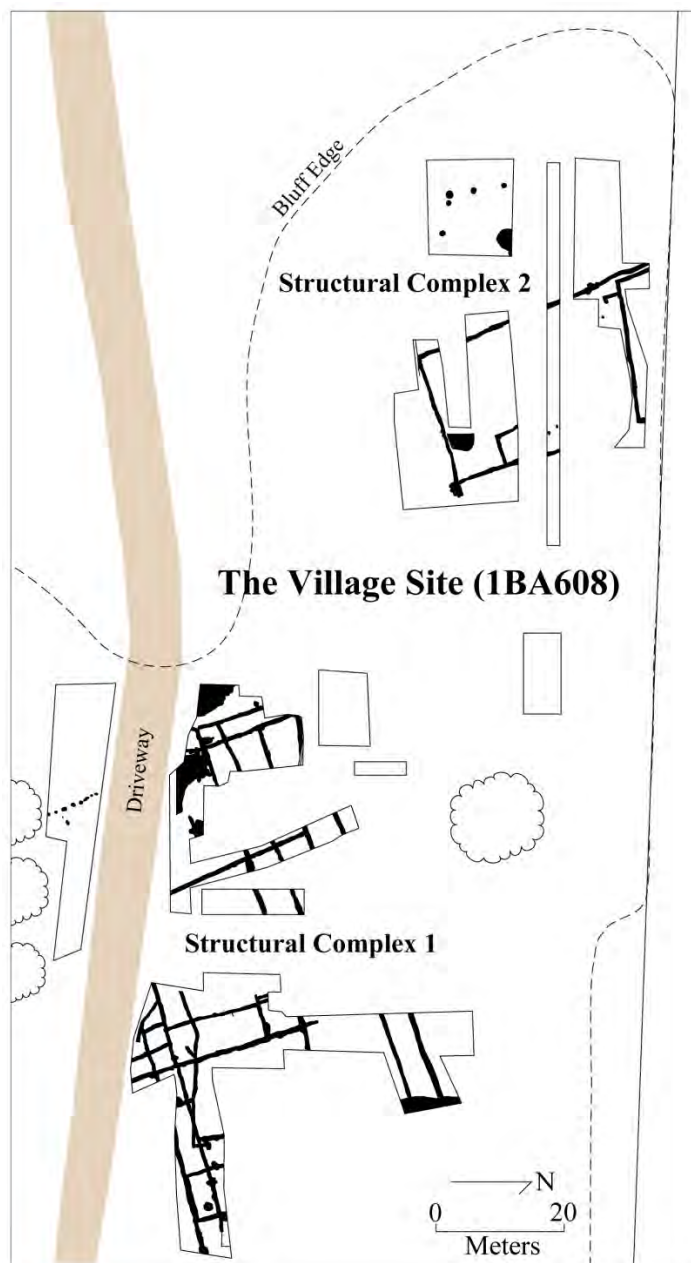 Bluff Edge
Structural Complex 2
The Village Site (1BA608)
Driveway
Structural Complex 1
N
0 20
Meters